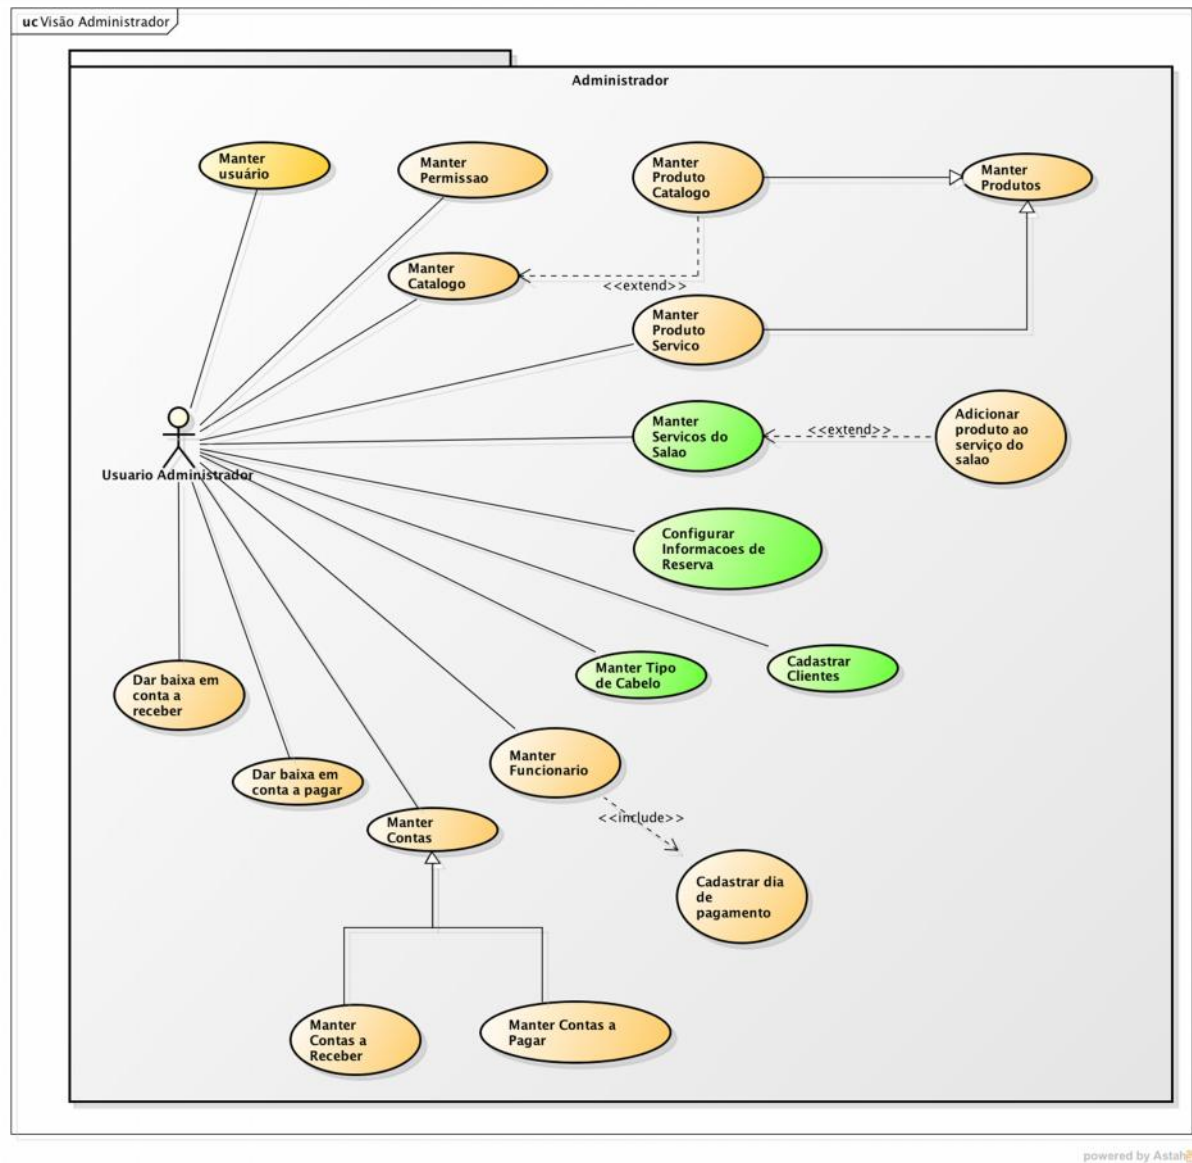 uc Visão Administrador
Administrador
Manter
usuário
Manter
Permissao
Manter
Produto
Catalogo
Manter
Produtos
Manter
Catalogo
<<extend>>
Manter
Produto
Servico
Manter
Servicos do
Salao
<<extend>>
Adicionar
produto ao
serviço do
salao
Usuario Administrador
Configurar
Informacoes de
Reserva
Manter Tipo
de Cabelo
Cadastrar
Clientes
Dar baixa em
conta a
receber
Dar baixa em
conta a pagar
Manter
Funcionario
Manter
Contas
<<include>>
Cadastrar dia
de
pagamento
Manter
Contas a
Receber
Manter Contas a
Pagar
powered by Astah